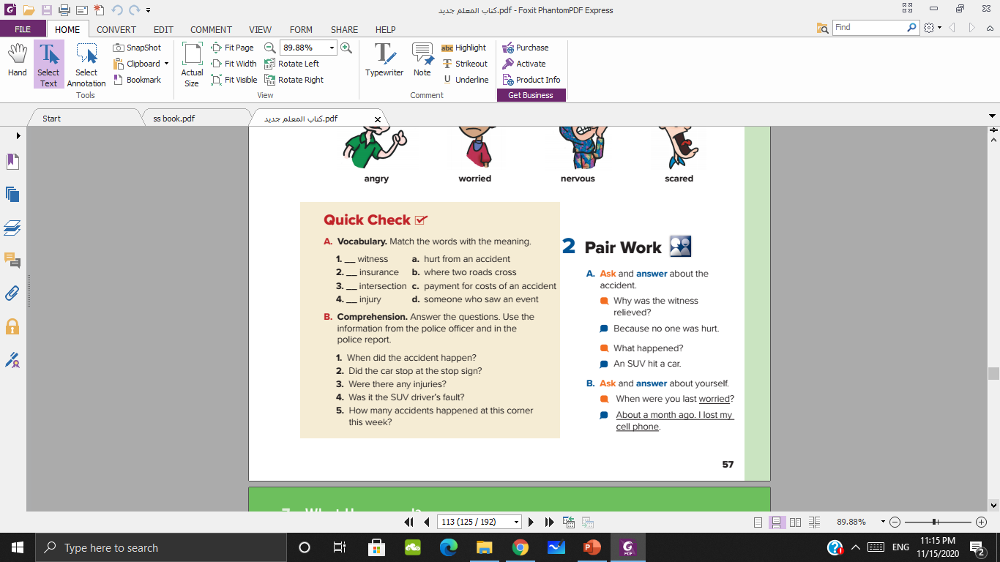 كتاب المعلم جديد.pdf - Foxit PhantomPDF Express
FILE
HOME
CONVERT
EDIT
COMMENT
VIEW
FORM
SHARE
HELP
Find
Hand
Select Text
Select Annotation
SnapShot
Clipboard
Bookmark
Tools
Actual Size
Fit Page
Fit Width
Fit Visible
89.88%
Rotate Left
Rotate Right
View
Typewriter
Note
Highlight
Strikeout
Underline
Comment
Purchase
Activate
Product Info
Get Business
Start
ss book.pdf
كتاب المعلم جديد.pdf
angry
worried
nervous
scared
Quick Check
A. Vocabulary. Match the words with the meaning.
1. __ witness a. hurt from an accident
2. __ insurance b. where two roads cross
3. __ intersection c. payment for costs of an accident
4. __ injury d. someone who saw an event
B. Comprehension. Answer the questions. Use the
information from the police officer and in the
police report.
1. When did the accident happen?
2. Did the car stop at the stop sign?
3. Were there any injuries?
4. Was it the SUV driver's fault?
5. How many accidents happened at this corner
this week?
2 Pair Work
A. Ask and answer about the
accident.
Why was the witness
relieved?
Because no one was hurt.
What happened?
An SUV hit a car.
B. Ask and answer about yourself.
When were you last worried?
About a month ago. I lost my
cell phone.
57
113 (125 / 192)
89.88%
Type here to search
ENG
11:15 PM
11/15/2020
2